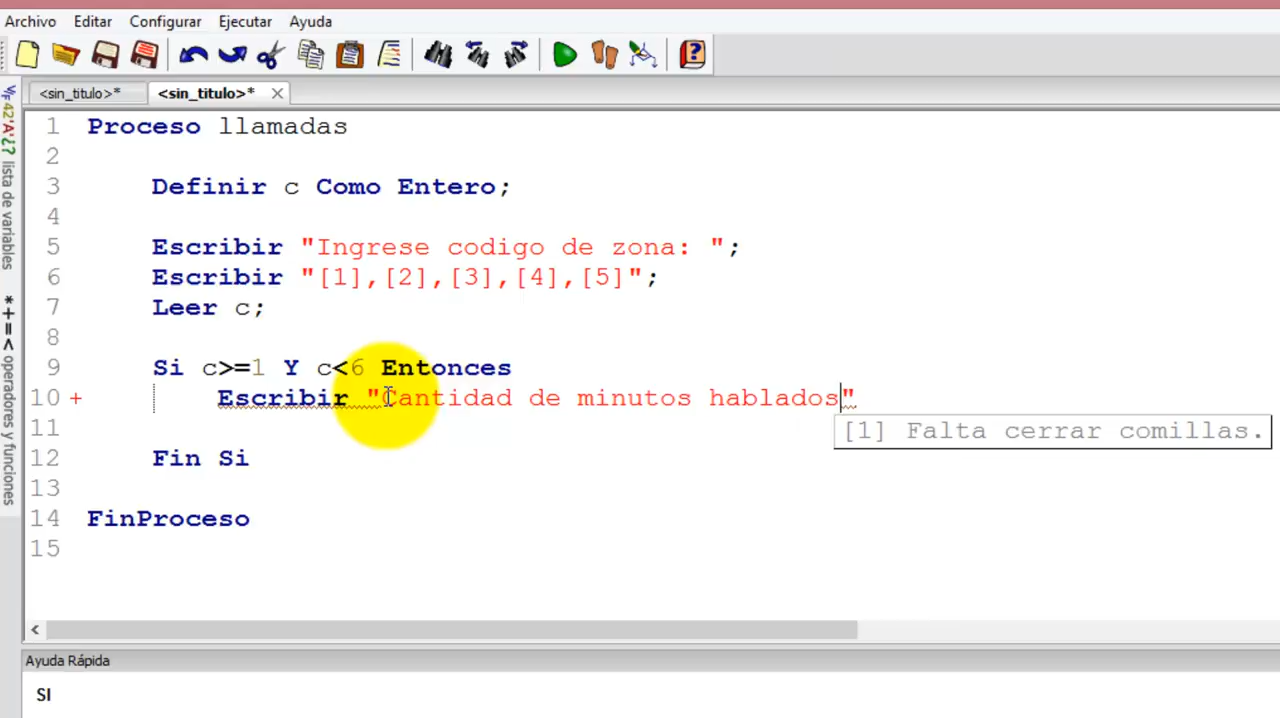 Archivo Editar Configurar Ejecutar Ayuda
<sin_titulo>* <sin_titulo>*
1 Proceso llamadas
2
3 Definir c Como Entero;
4
5 Escribir "Ingrese codigo de zona: ";
6 Escribir "[1],[2],[3],[4],[5]";
7 Leer c;
8
9 Si c>=1 Y c<6 Entonces
10 + Escribir "Cantidad de minutos hablados"
[1] Falta cerrar comillas.
11
12 Fin Si
13
14 FinProceso
15
42 'A' ¿? lista de variables
*+=< operadores y funciones
Ayuda Rápida
SI